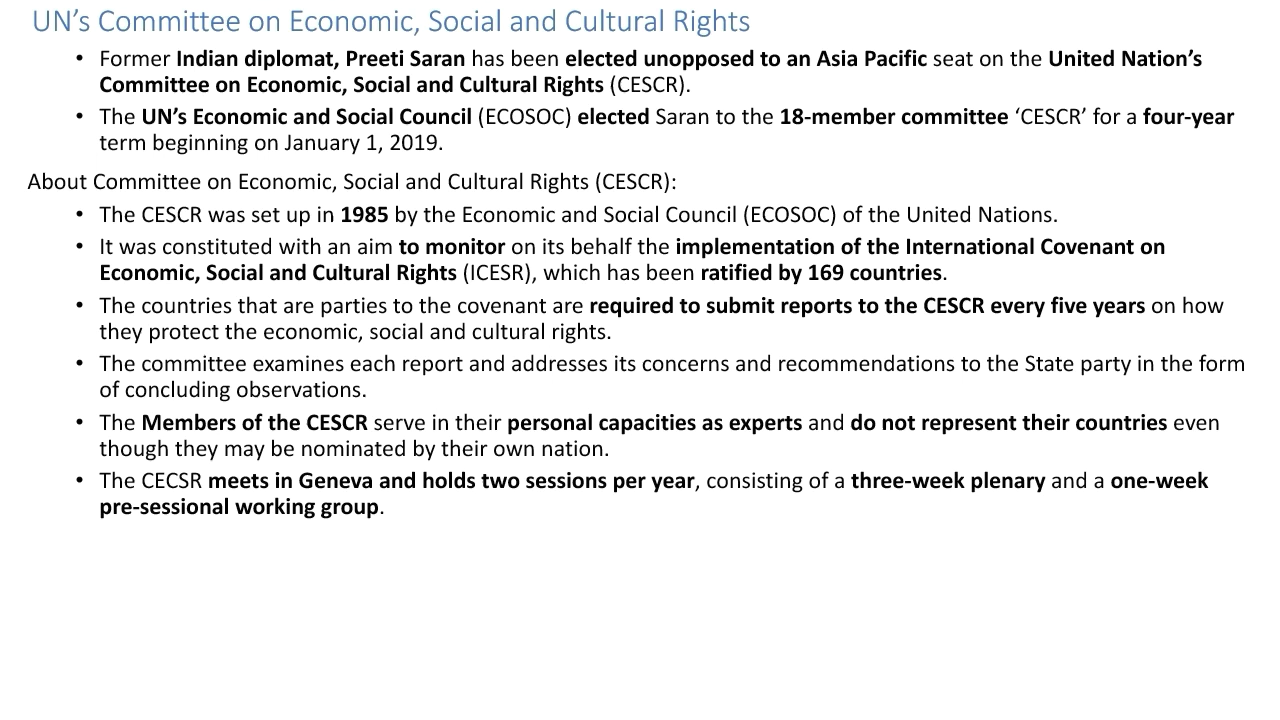 UN’s Committee on Economic, Social and Cultural Rights
• Former Indian diplomat, Preeti Saran has been elected unopposed to an Asia Pacific seat on the United Nation’s
Committee on Economic, Social and Cultural Rights (CESCR).
• The UN’s Economic and Social Council (ECOSOC) elected Saran to the 18-member committee ‘CESCR’ for a four-year
term beginning on January 1, 2019.
About Committee on Economic, Social and Cultural Rights (CESCR):
• The CESCR was set up in 1985 by the Economic and Social Council (ECOSOC) of the United Nations.
• It was constituted with an aim to monitor on its behalf the implementation of the International Covenant on
Economic, Social and Cultural Rights (ICESR), which has been ratified by 169 countries.
• The countries that are parties to the covenant are required to submit reports to the CESCR every five years on how
they protect the economic, social and cultural rights.
• The committee examines each report and addresses its concerns and recommendations to the State party in the form
of concluding observations.
• The Members of the CESCR serve in their personal capacities as experts and do not represent their countries even
though they may be nominated by their own nation.
• The CECSR meets in Geneva and holds two sessions per year, consisting of a three-week plenary and a one-week
pre-sessional working group.